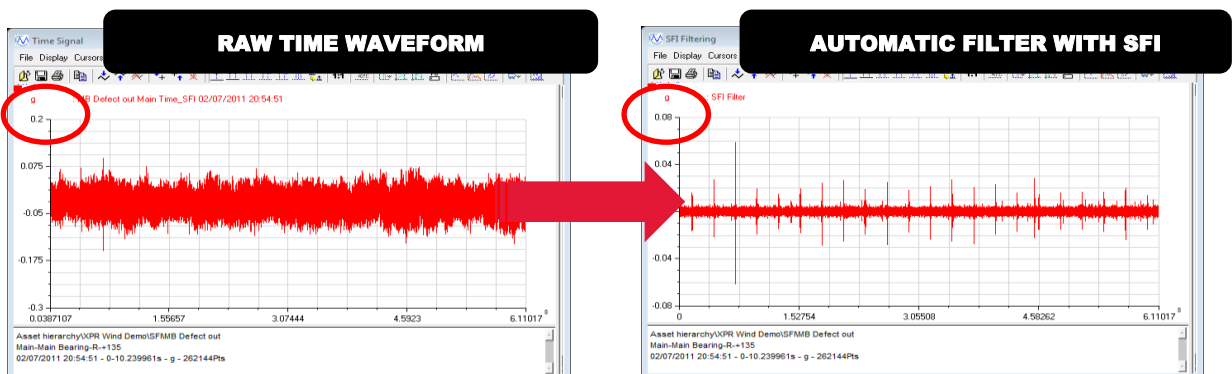 RAW TIME WAVEFORM
Time Signal
File Display Cursors
g
MB Defect out Main Time_SFI 02/07/2011 20:54:51
0.2
0.075
-0.05
-0.175
-0.3
0.0387107 1.55657 3.07444 4.5923 6.11017 s
Asset hierarchy\XPR Wind Demo\SFI\MB Defect out
Main-Main Bearing-R-+135
02/07/2011 20:54:51 - 0-10.239961s - g - 262144Pts
AUTOMATIC FILTER WITH SFI
SFI Filtering
File Display Cursors
g : SFI Filter
0.08
0.04
-0.04
-0.08
0 1.52754 3.05508 4.58262 6.11017 s
Asset hierarchy\XPR Wind Demo\SFI\MB Defect out
Main-Main Bearing-R-+135
02/07/2011 20:54:51 - 0-10.239961s - g - 262144Pts